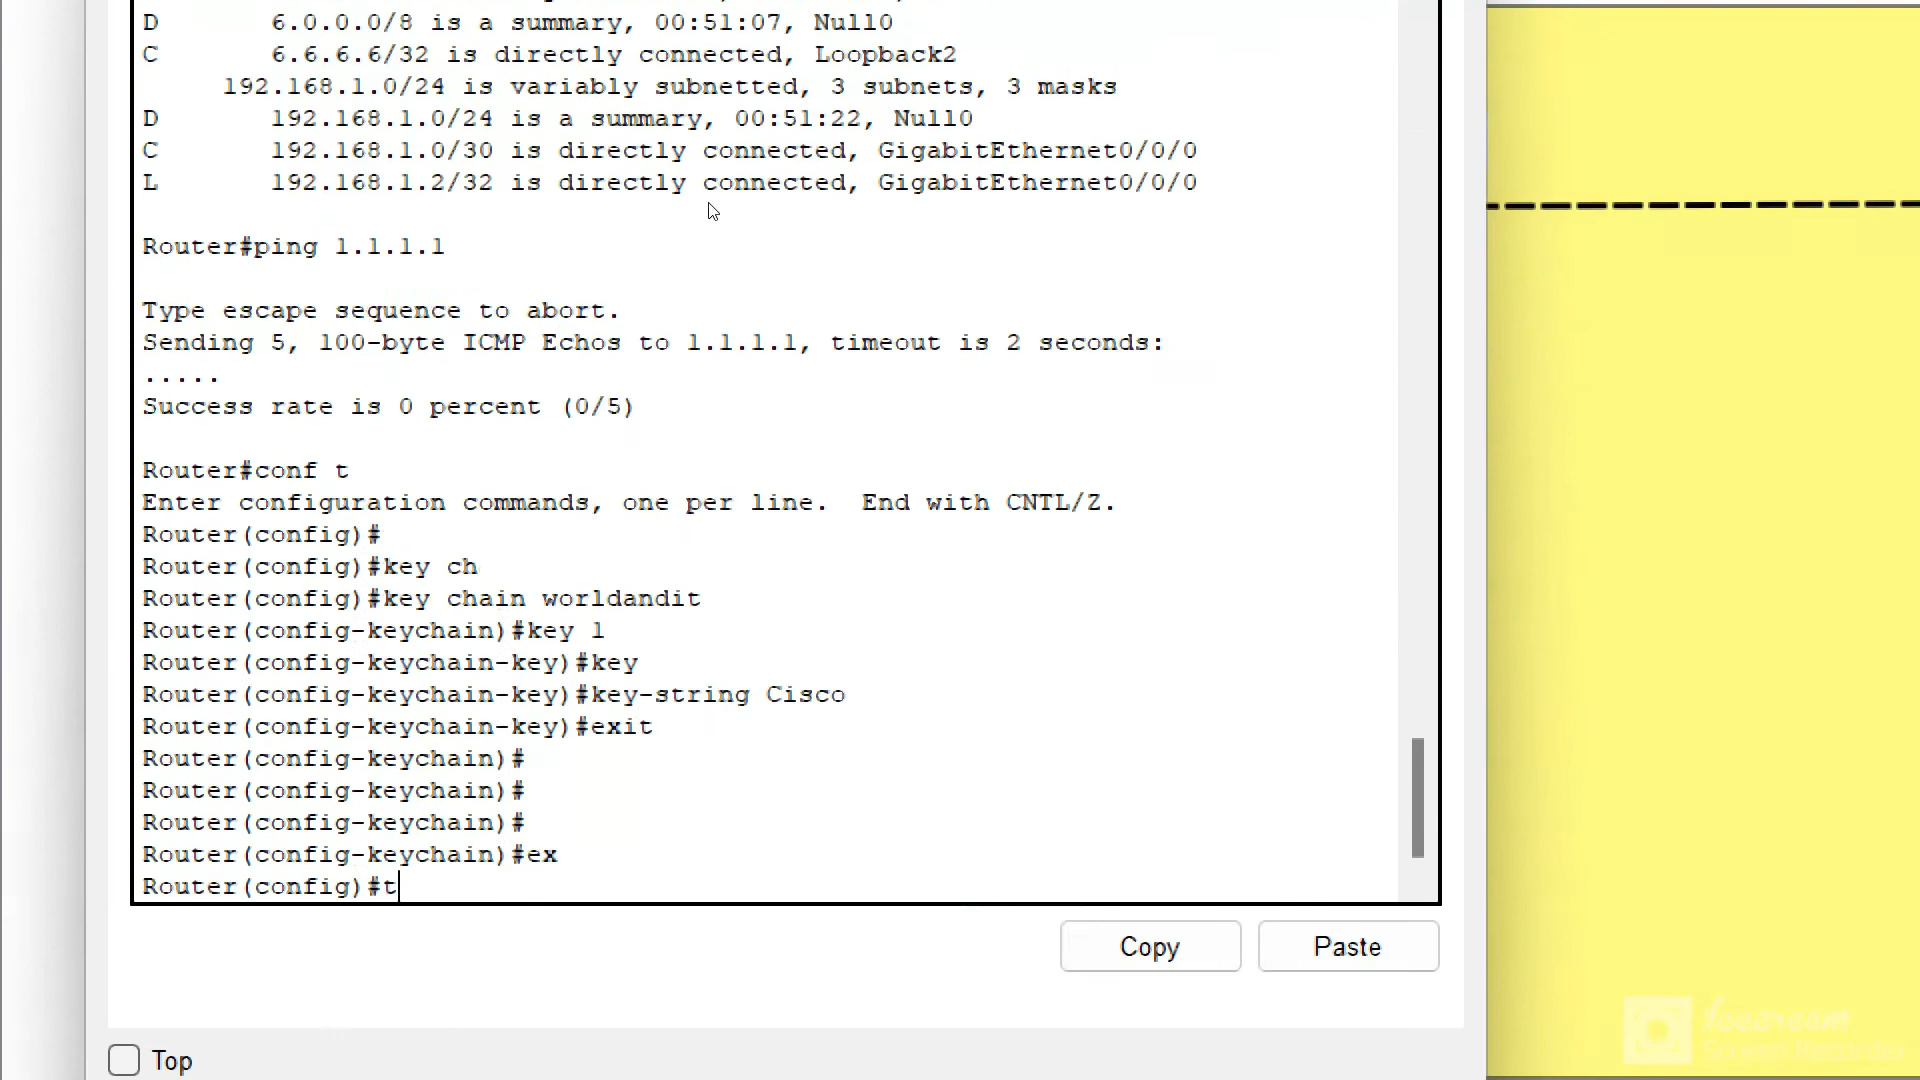 D       6.0.0.0/8 is a summary, 00:51:07, Null0
C       6.6.6.6/32 is directly connected, Loopback2
     192.168.1.0/24 is variably subnetted, 3 subnets, 3 masks
D       192.168.1.0/24 is a summary, 00:51:22, Null0
C       192.168.1.0/30 is directly connected, GigabitEthernet0/0/0
L       192.168.1.2/32 is directly connected, GigabitEthernet0/0/0
Router#ping 1.1.1.1
Type escape sequence to abort.
Sending 5, 100-byte ICMP Echos to 1.1.1.1, timeout is 2 seconds:
.....
Success rate is 0 percent (0/5)
Router#conf t
Enter configuration commands, one per line.  End with CNTL/Z.
Router(config)#
Router(config)#key ch
Router(config)#key chain worldandit
Router(config-keychain)#key 1
Router(config-keychain-key)#key
Router(config-keychain-key)#key-string Cisco
Router(config-keychain-key)#exit
Router(config-keychain)#
Router(config-keychain)#
Router(config-keychain)#
Router(config-keychain)#ex
Router(config)#t
Copy
Paste
Top
Icecream
Screen Recorder